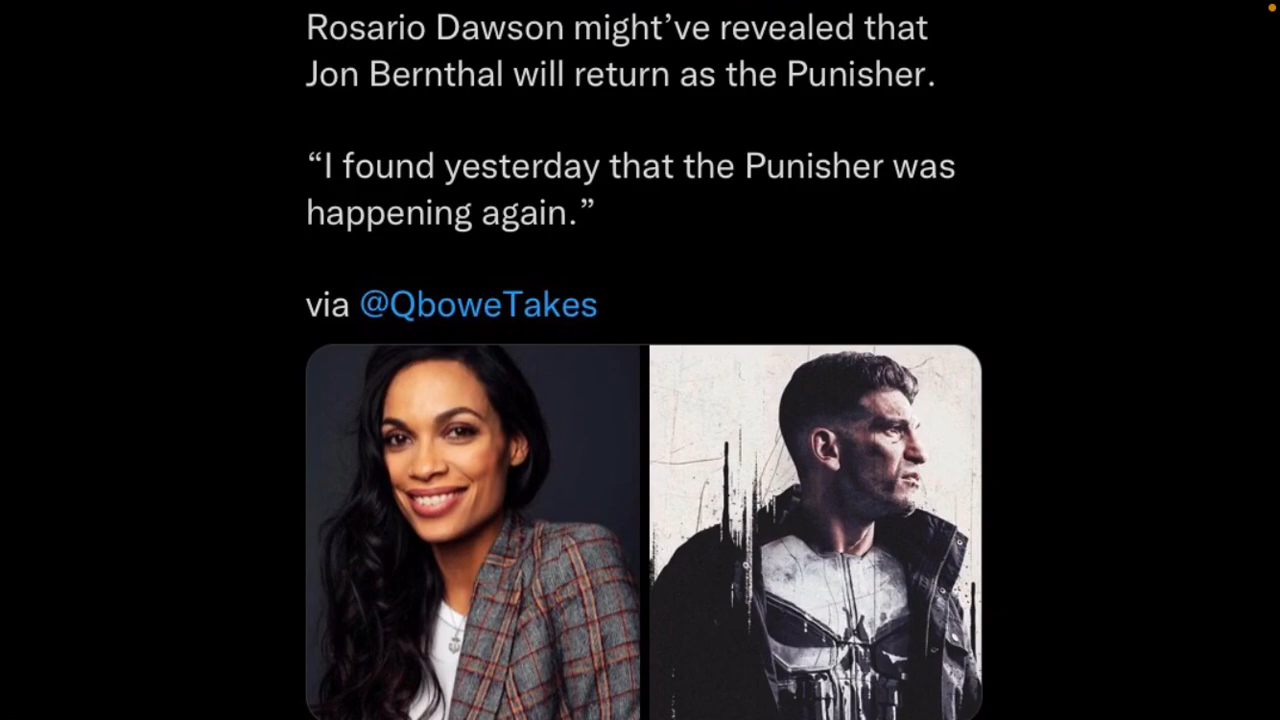 Rosario Dawson might’ve revealed that
Jon Bernthal will return as the Punisher.
“I found yesterday that the Punisher was
happening again.”
via @QboweTakes